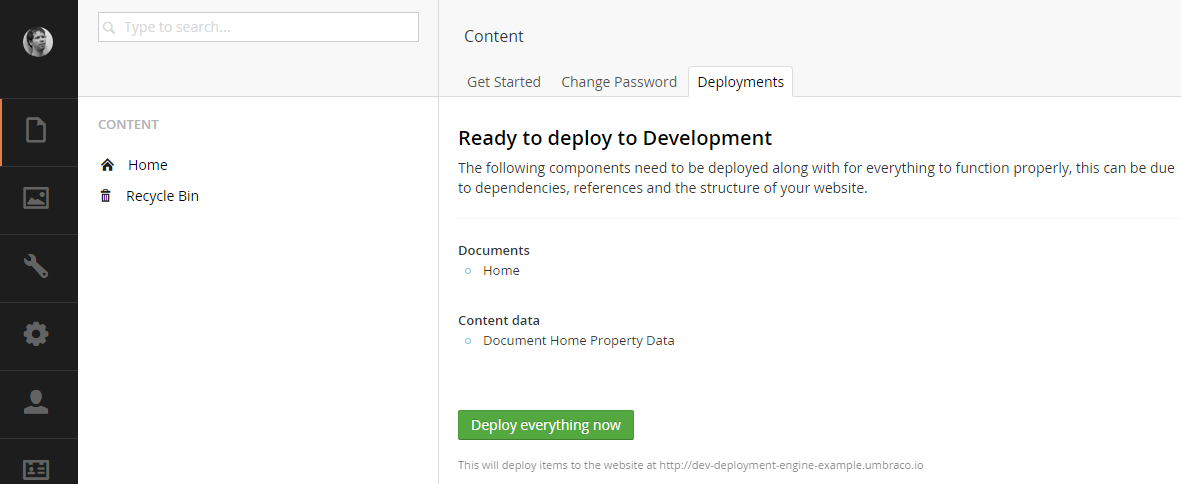 Type to search...
Content
Get Started
Change Password
Deployments
CONTENT
Home
Recycle Bin
Ready to deploy to Development
The following components need to be deployed along with for everything to function properly, this can be due
to dependencies, references and the structure of your website.
Documents
Home
Content data
Document Home Property Data
Deploy everything now
This will deploy items to the website at http://dev-deployment-engine-example.umbraco.io